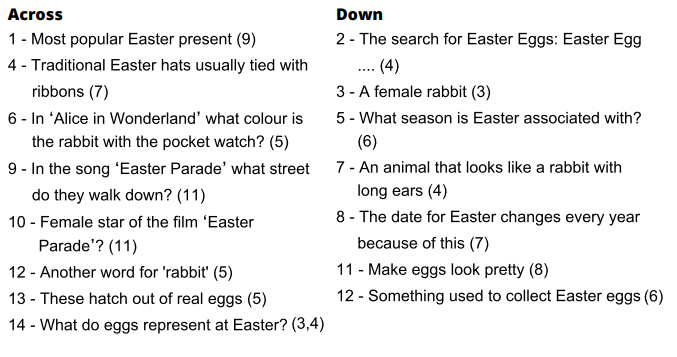 Across
1 - Most popular Easter present (9)
4 - Traditional Easter hats usually tied with
ribbons (7)
6 - In ‘Alice in Wonderland’ what colour is
the rabbit with the pocket watch? (5)
9 - In the song ‘Easter Parade’ what street
do they walk down? (11)
10 - Female star of the film ‘Easter
Parade’? (11)
12 - Another word for 'rabbit' (5)
13 - These hatch out of real eggs (5)
14 - What do eggs represent at Easter? (3,4)
Down
2 - The search for Easter Eggs: Easter Egg
.... (4)
3 - A female rabbit (3)
5 - What season is Easter associated with?
(6)
7 - An animal that looks like a rabbit with
long ears (4)
8 - The date for Easter changes every year
because of this (7)
11 - Make eggs look pretty (8)
12 - Something used to collect Easter eggs (6)